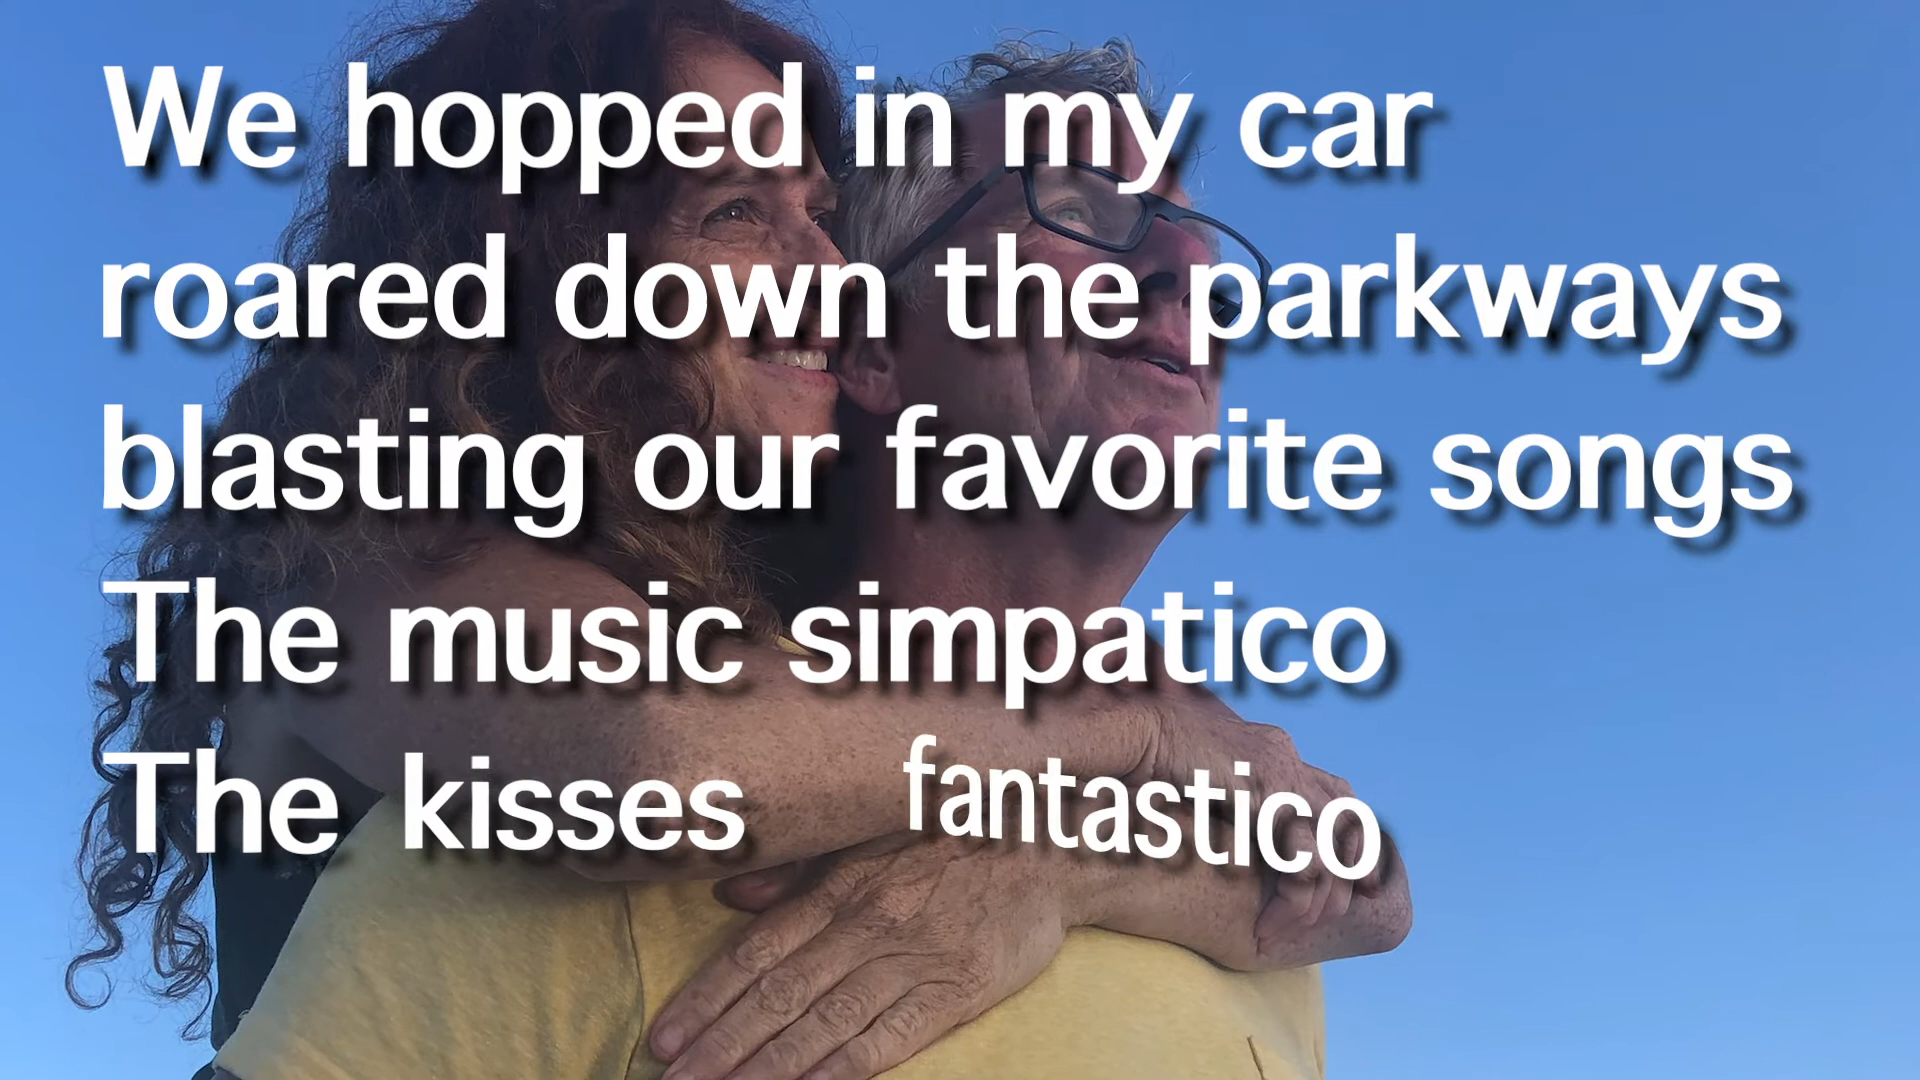 We hopped in my car
roared down the parkways
blasting our favorite songs
The music simpatico
The kisses fantastico